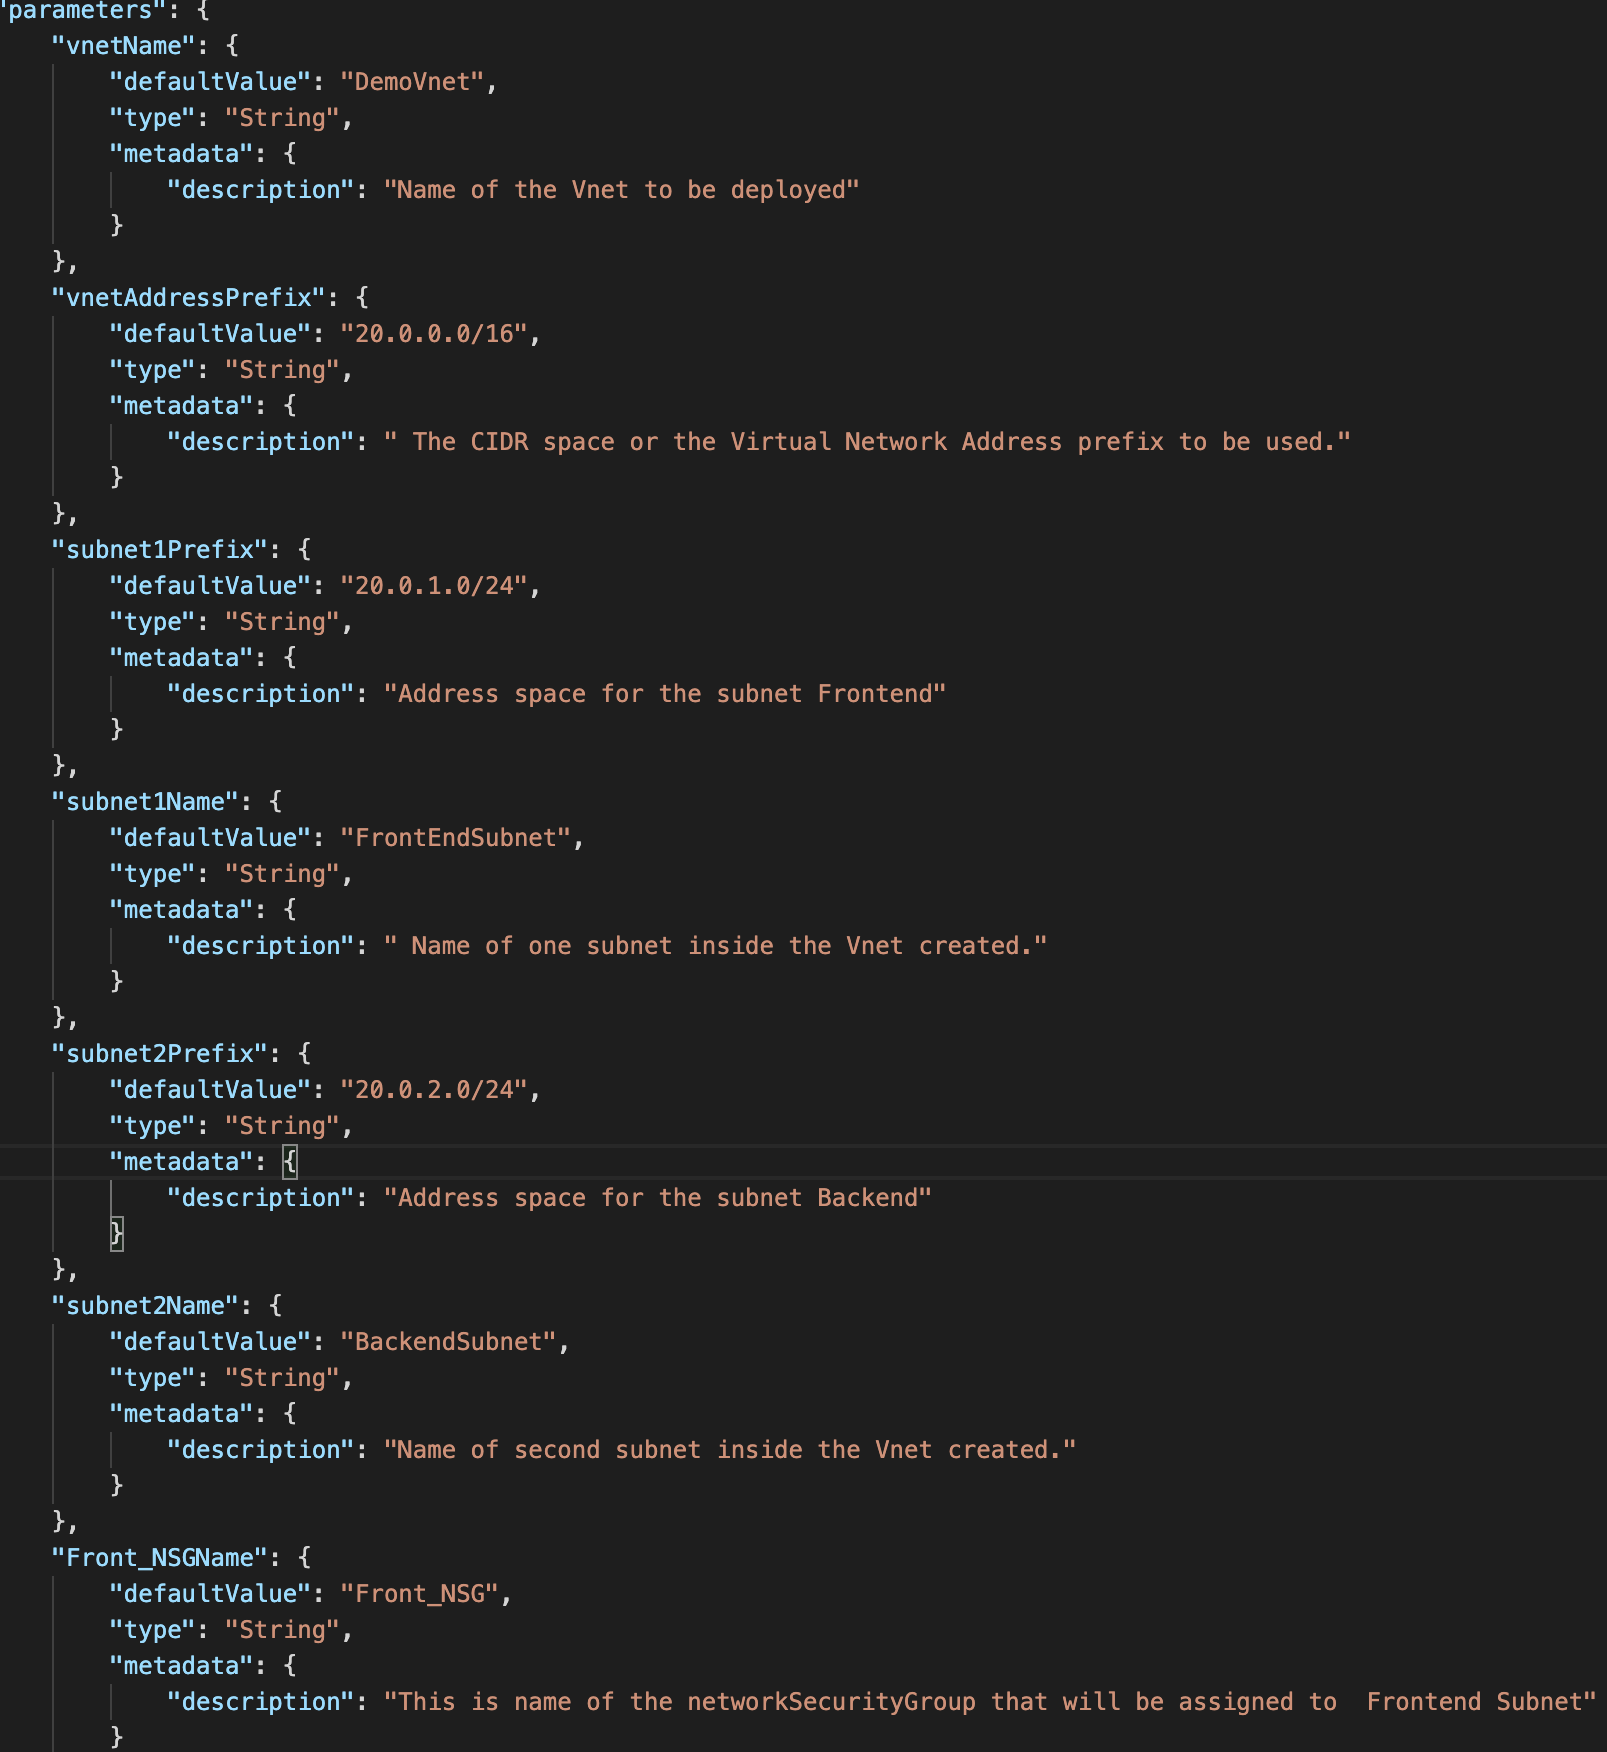 "parameters": {
    "vnetName": {
        "defaultValue": "DemoVnet",
        "type": "String",
        "metadata": {
            "description": "Name of the Vnet to be deployed"
        }
    },
    "vnetAddressPrefix": {
        "defaultValue": "20.0.0.0/16",
        "type": "String",
        "metadata": {
            "description": " The CIDR space or the Virtual Network Address prefix to be used."
        }
    },
    "subnet1Prefix": {
        "defaultValue": "20.0.1.0/24",
        "type": "String",
        "metadata": {
            "description": "Address space for the subnet Frontend"
        }
    },
    "subnet1Name": {
        "defaultValue": "FrontEndSubnet",
        "type": "String",
        "metadata": {
            "description": " Name of one subnet inside the Vnet created."
        }
    },
    "subnet2Prefix": {
        "defaultValue": "20.0.2.0/24",
        "type": "String",
        "metadata": {
            "description": "Address space for the subnet Backend"
        }
    },
    "subnet2Name": {
        "defaultValue": "BackendSubnet",
        "type": "String",
        "metadata": {
            "description": "Name of second subnet inside the Vnet created."
        }
    },
    "Front_NSGName": {
        "defaultValue": "Front_NSG",
        "type": "String",
        "metadata": {
            "description": "This is name of the networkSecurityGroup that will be assigned to  Frontend Subnet"
        }